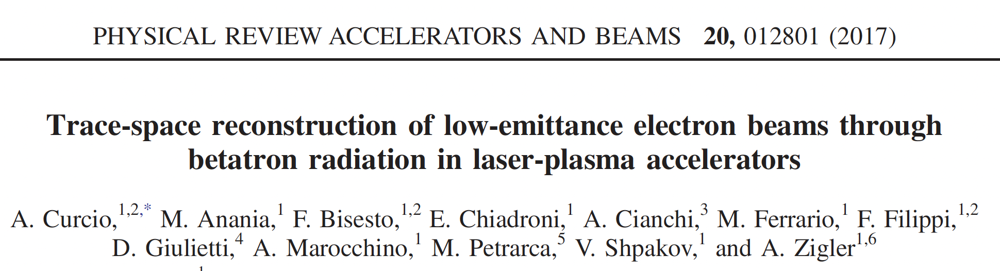 PHYSICAL REVIEW ACCELERATORS AND BEAMS 20, 012801 (2017)
Trace-space reconstruction of low-emittance electron beams through
betatron radiation in laser-plasma accelerators
A. Curcio,1,2,* M. Anania,1 F. Bisesto,1,2 E. Chiadroni,1 A. Cianchi,3 M. Ferrario,1 F. Filippi,1,2
D. Giulietti,4 A. Marocchino,1 M. Petrarca,5 V. Shpakov,1 and A. Zigler1,6
1